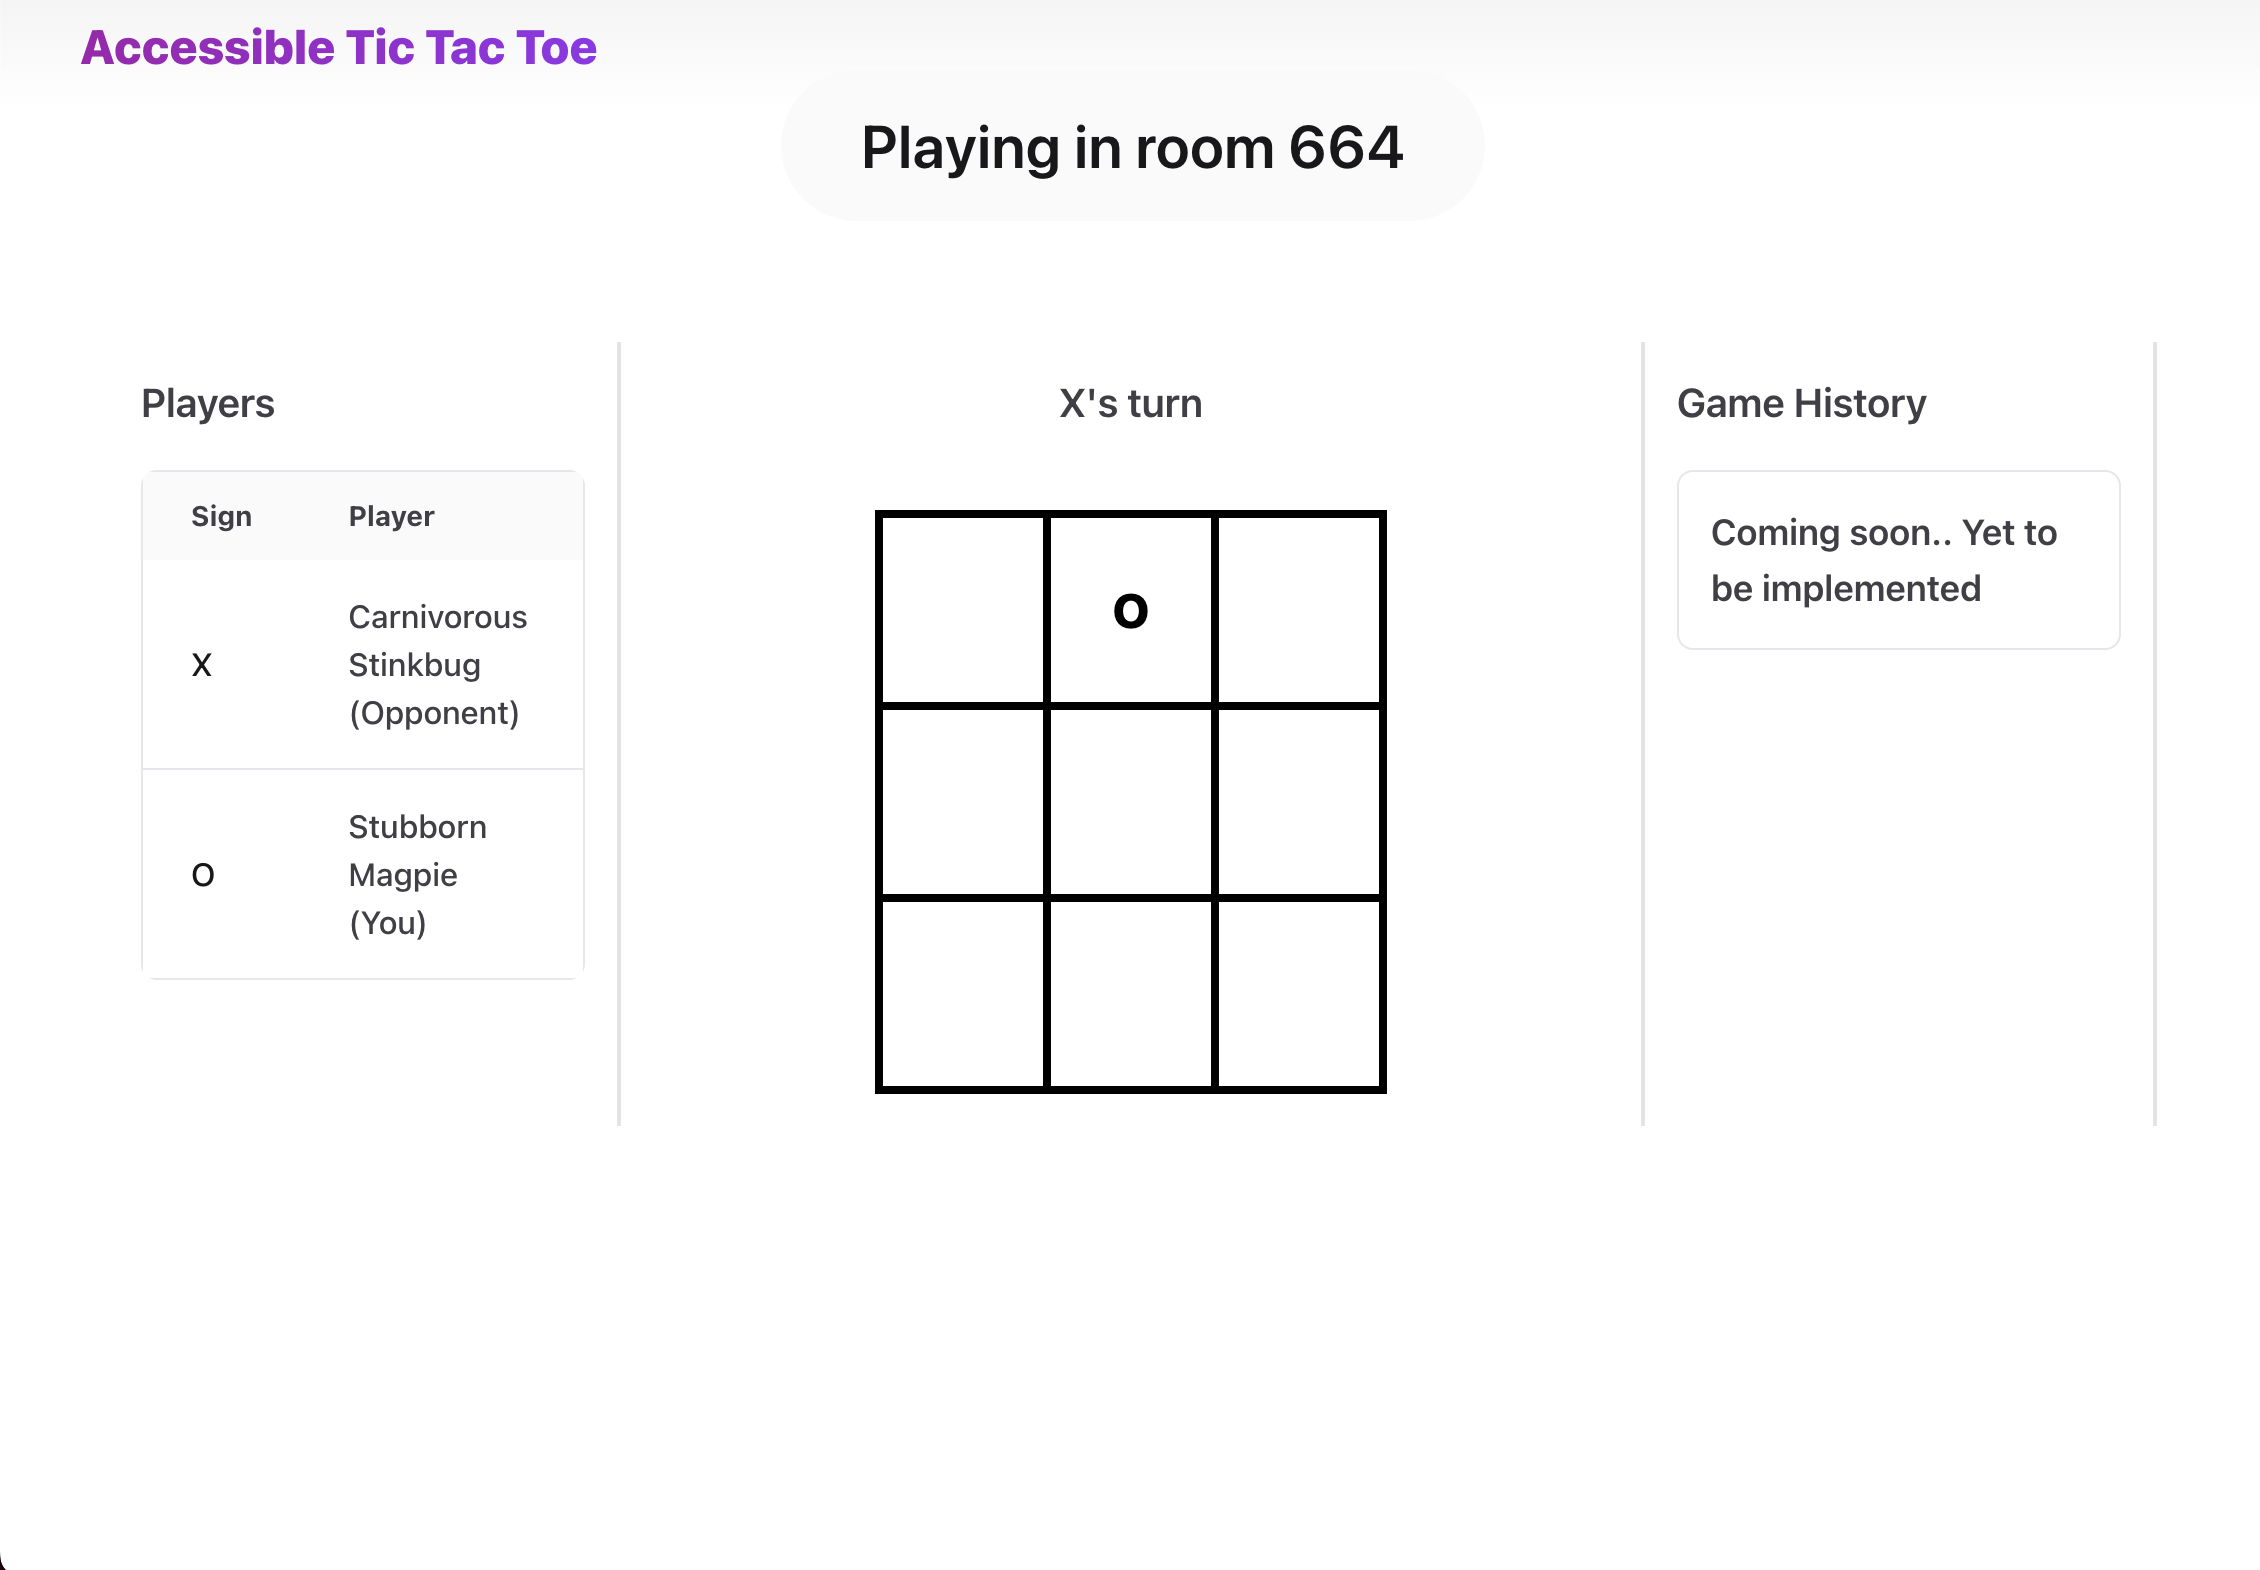 Accessible Tic Tac Toe
Playing in room 664
Players
Sign Player
X
Carnivorous
Stinkbug
(Opponent)
O
Stubborn
Magpie
(You)
X's turn
o
Game History
Coming soon.. Yet to
be implemented